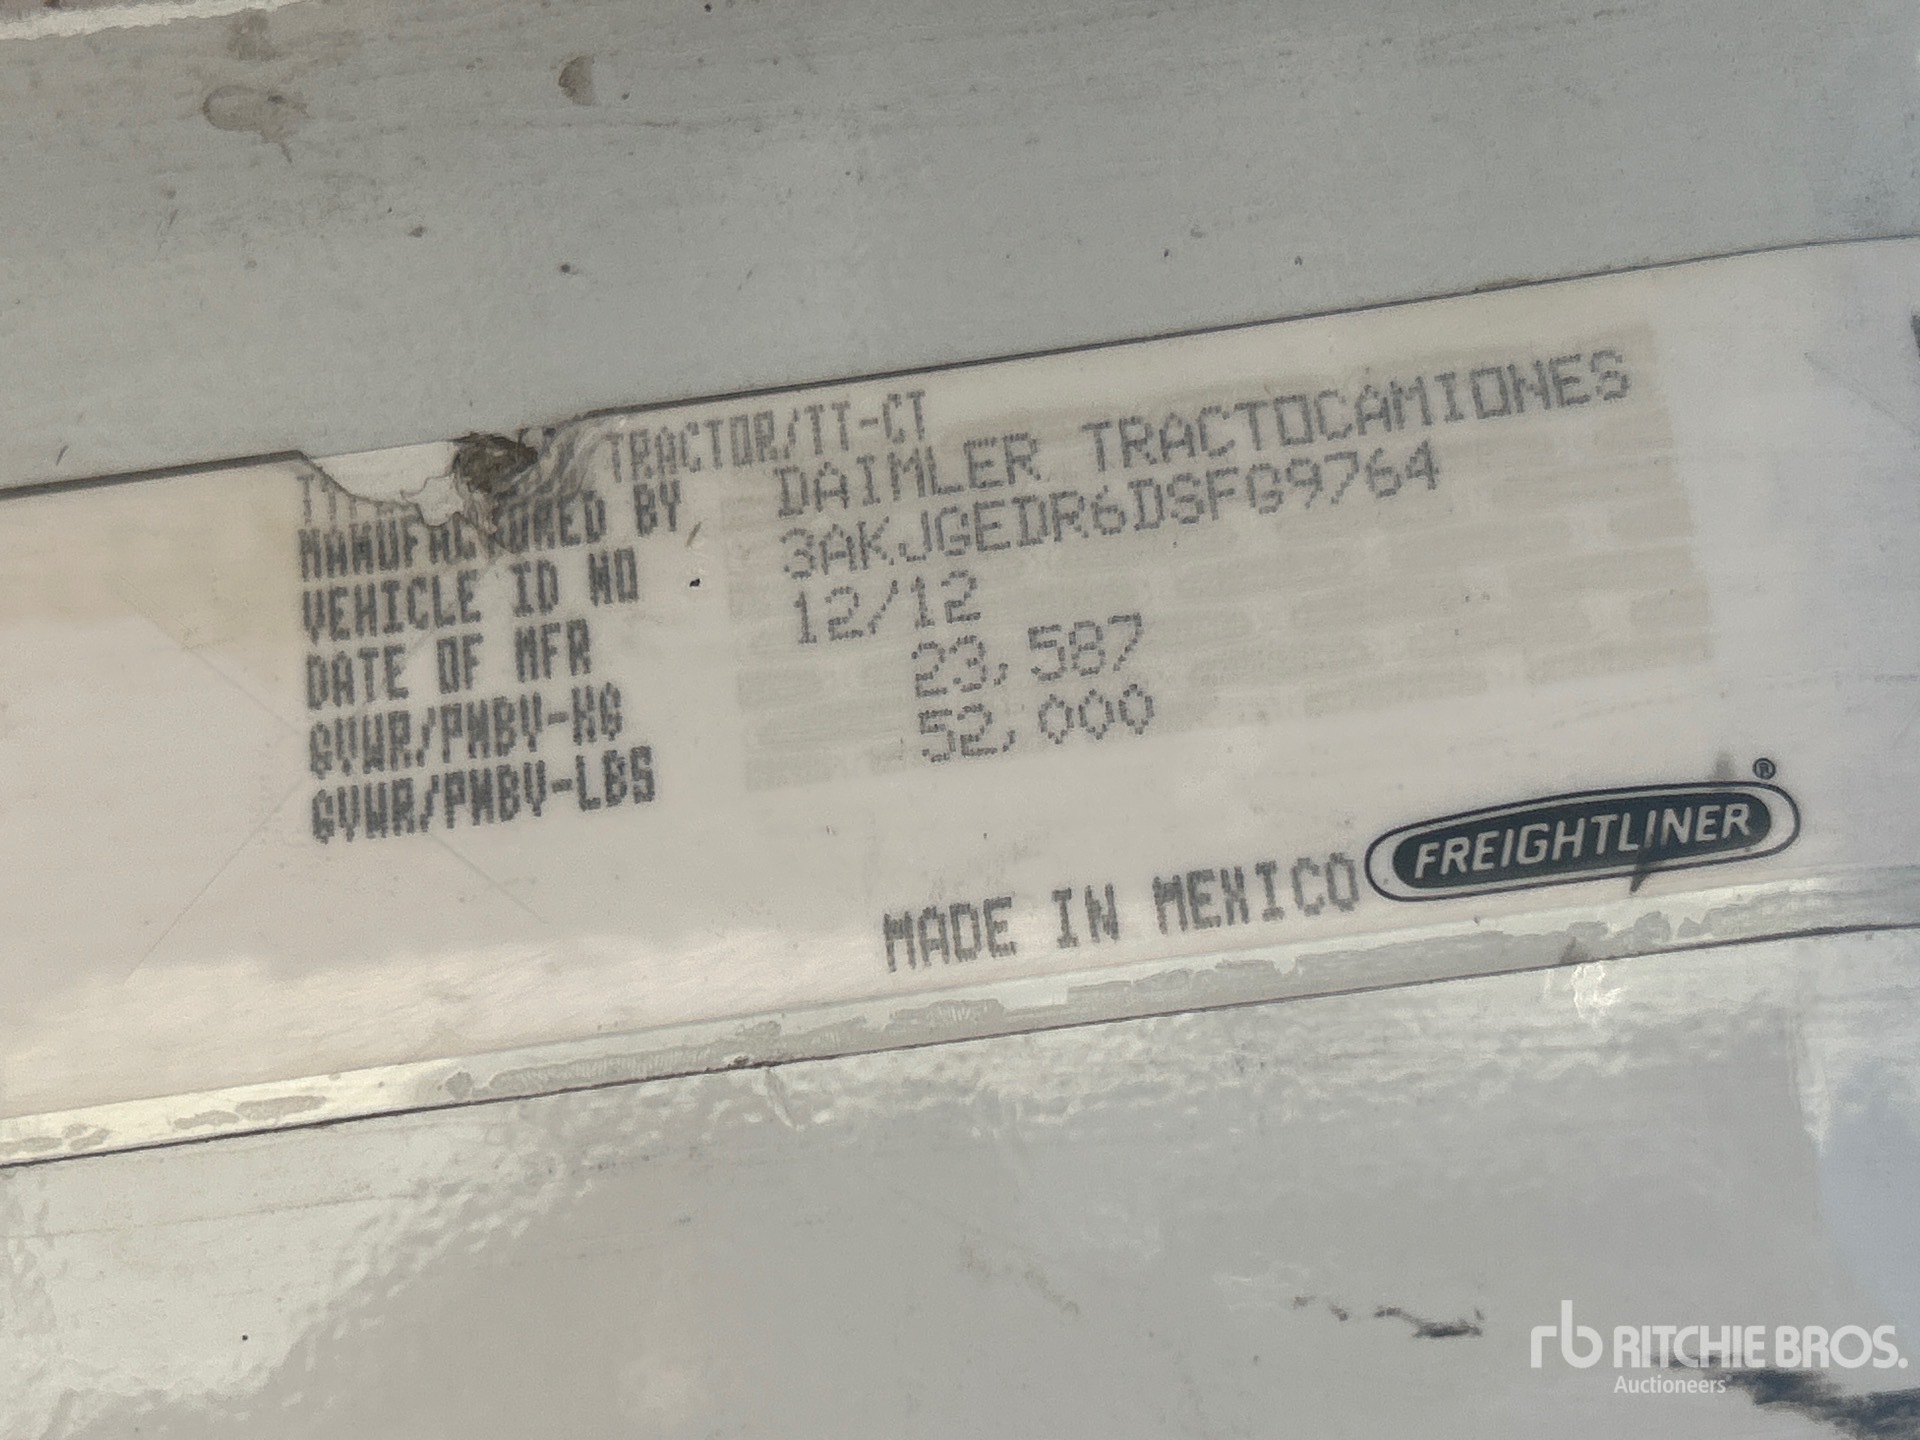 TRACTOR/TT-CT
MANUFACTURED BY DAIMLER TRACTOCAMIONES
VEHICLE ID NO 3AKJGEDR6DSFG9764
DATE OF MFR 12/12
GVWR/PMBV-KG 23,587
GVWR/PMBV-LBS 52,000
MADE IN MEXICO FREIGHTLINER®
rb RITCHIE BROS.
Auctioneers